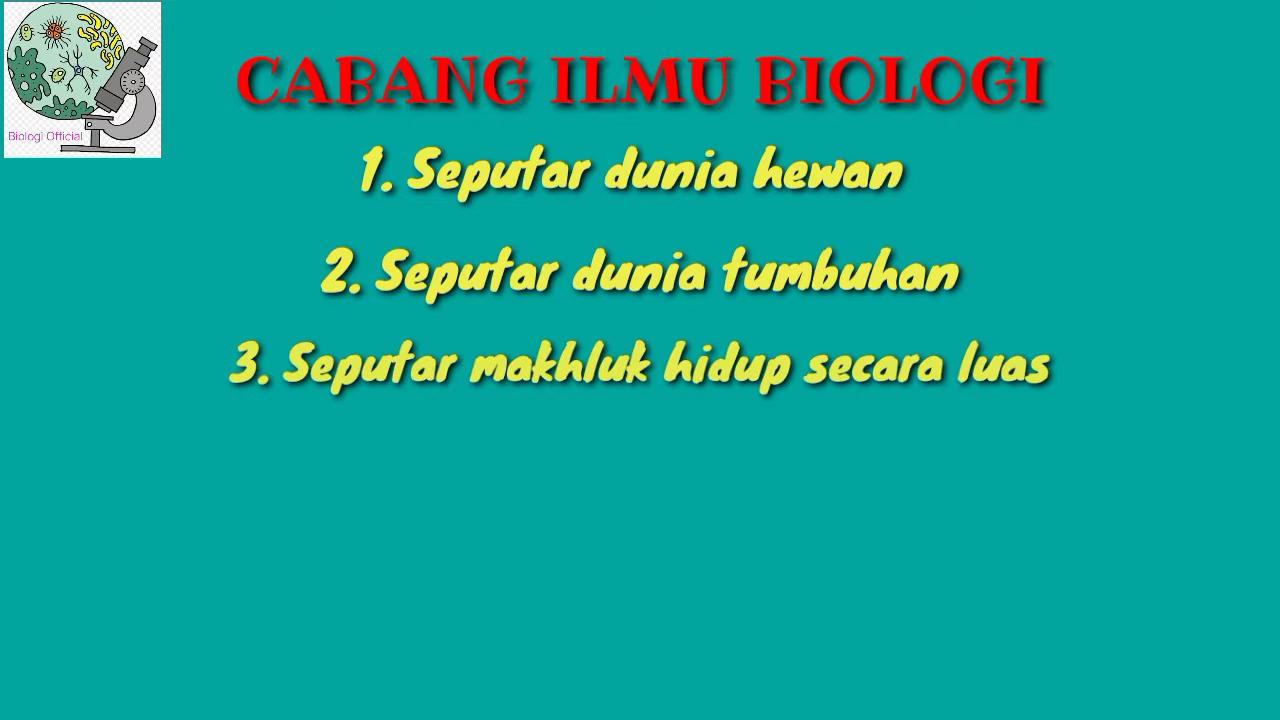 CABANG ILMU BIOLOGI
Biologi Official
1. Seputar dunia hewan
2. Seputar dunia tumbuhan
3. Seputar makhluk hidup secara luas